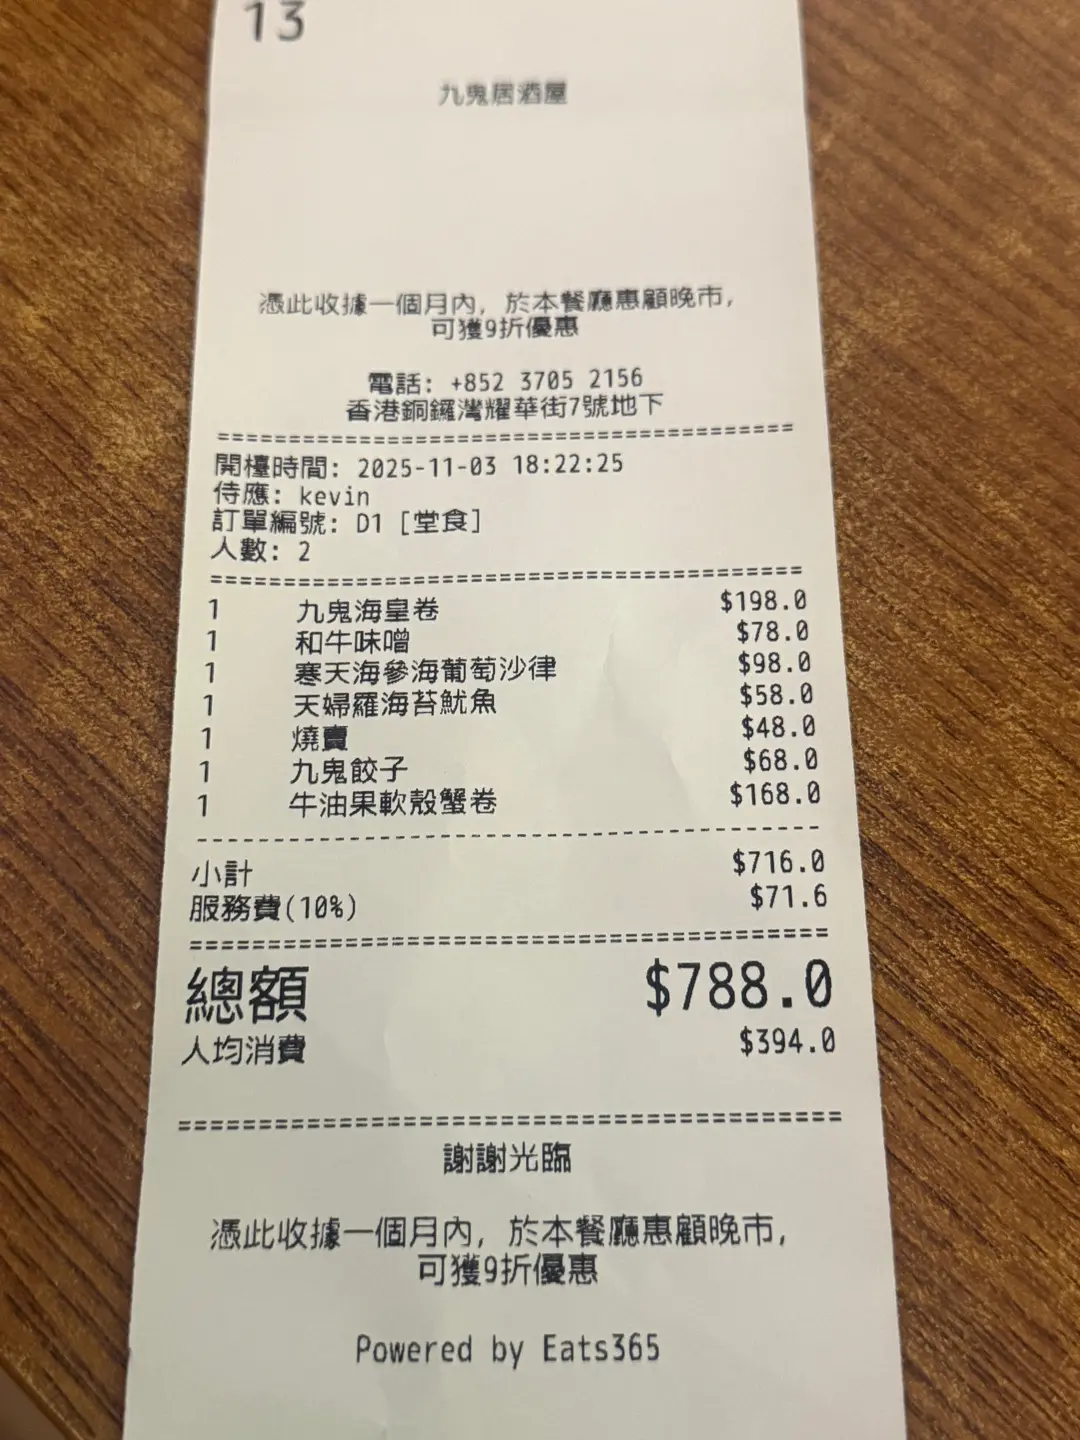 13
九鬼居酒屋
憑此收據一個月內, 於本餐廳惠顧晚市,
可獲9折優惠
電話: +852 3705 2156
香港銅鑼灣耀華街7號地下
=========================================
開檯時間: 2025-11-03 18:22:25
侍應: kevin
訂單編號: D1 [堂食]
人數: 2
=========================================
1 九鬼海皇卷 $198.0
1 和牛味噌 $78.0
1 寒天海參海葡萄沙律 $98.0
1 天婦羅海苔魷魚 $58.0
1 燒賣 $48.0
1 九鬼餃子 $68.0
1 牛油果軟殼蟹卷 $168.0
-----------------------------------------
小計 $716.0
服務費(10%) $71.6
=========================================
總額 $788.0
人均消費 $394.0
=========================================
謝謝光臨
憑此收據一個月內, 於本餐廳惠顧晚市,
可獲9折優惠
Powered by Eats365